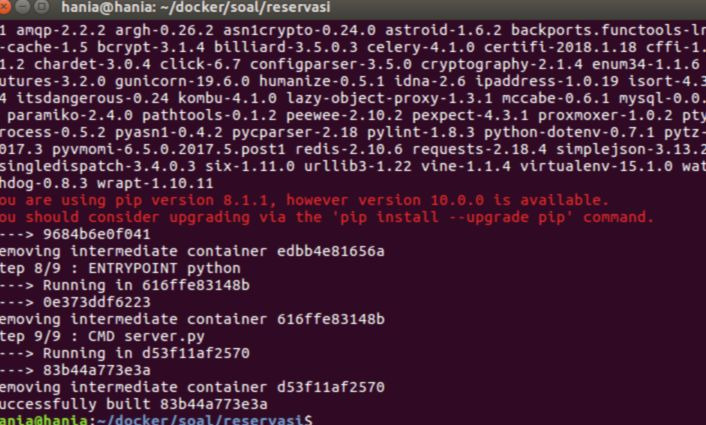 hania@hania: ~/docker/soal/reservasi
1 amqp-2.2.2 argh-0.26.2 asn1crypto-0.24.0 astroid-1.6.2 backports.functools-lr
-cache-1.5 bcrypt-3.1.4 billiard-3.5.0.3 celery-4.1.0 certifi-2018.1.18 cffi-1.
1.2 chardet-3.0.4 click-6.7 configparser-3.5.0 cryptography-2.1.4 enum34-1.1.6
utures-3.2.0 gunicorn-19.6.0 humanize-0.5.1 idna-2.6 ipaddress-1.0.19 isort-4.3
4 itsdangerous-0.24 kombu-4.1.0 lazy-object-proxy-1.3.1 mccabe-0.6.1 mysql-0.0.
paramiko-2.4.0 pathtools-0.1.2 peewee-2.10.2 pexpect-4.3.1 proxmoxer-1.0.2 pty
rocess-0.5.2 pyasn1-0.4.2 pycparser-2.18 pylint-1.8.3 python-dotenv-0.7.1 pytz-
017.3 pyvmomi-6.5.0.2017.5.post1 redis-2.10.6 requests-2.18.4 simplejson-3.13.2
singledispatch-3.4.0.3 six-1.11.0 urllib3-1.22 vine-1.1.4 virtualenv-15.1.0 wat
hdog-0.8.3 wrapt-1.10.11
ou are using pip version 8.1.1, however version 10.0.0 is available.
ou should consider upgrading via the 'pip install --upgrade pip' command.
---> 9684b6e0f041
emoving intermediate container edbb4e81656a
tep 8/9 : ENTRYPOINT python
---> Running in 616ffe83148b
---> 0e373ddf6223
emoving intermediate container 616ffe83148b
tep 9/9 : CMD server.py
---> Running in d53f11af2570
---> 83b44a773e3a
emoving intermediate container d53f11af2570
uccessfully built 83b44a773e3a
ania@hania:~/docker/soal/reservasi$